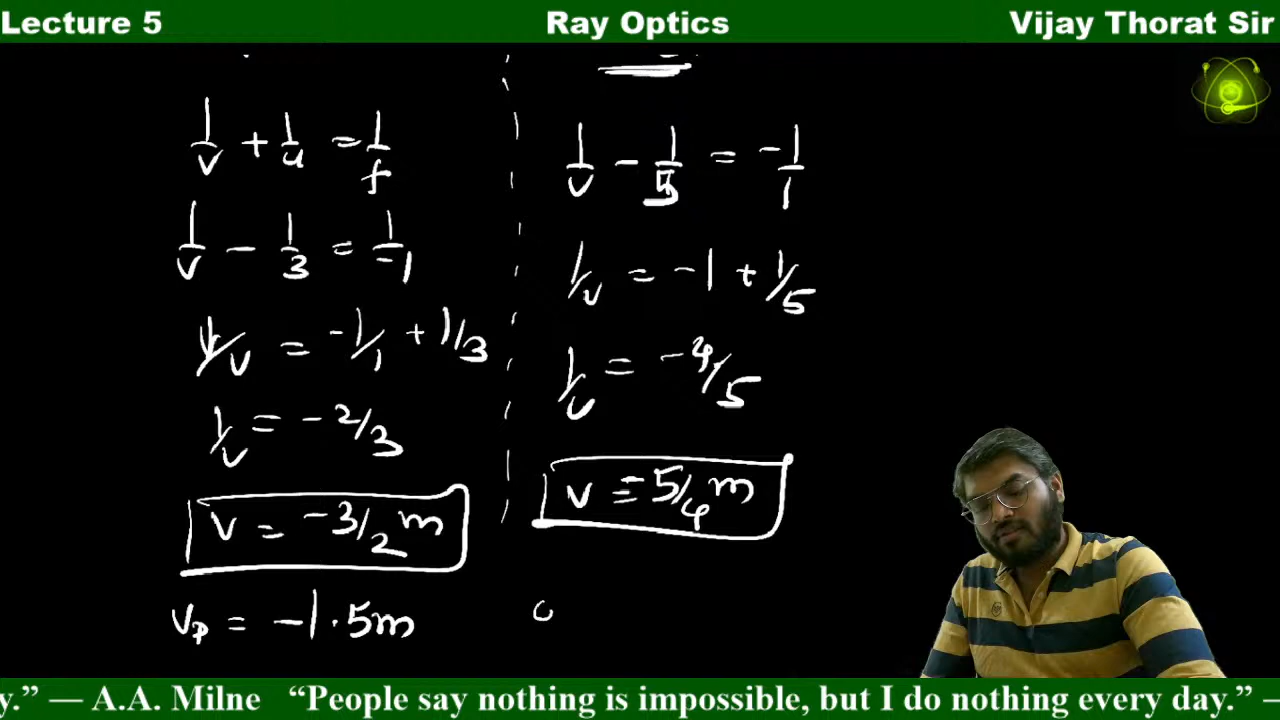 Lecture 5 Ray Optics Vijay Thorat Sir
1/v + 1/u = 1/f
1/v - 1/3 = 1/-1
1/v = -1/1 + 1/3
1/v = -2/3
v = -3/2 m
vp = -1.5m
1/v - 1/5 = -1/1
1/v = -1 + 1/5
1/v = -4/5
v = -5/4 m
y.” — A.A. Milne “People say nothing is impossible, but I do nothing every day.” –